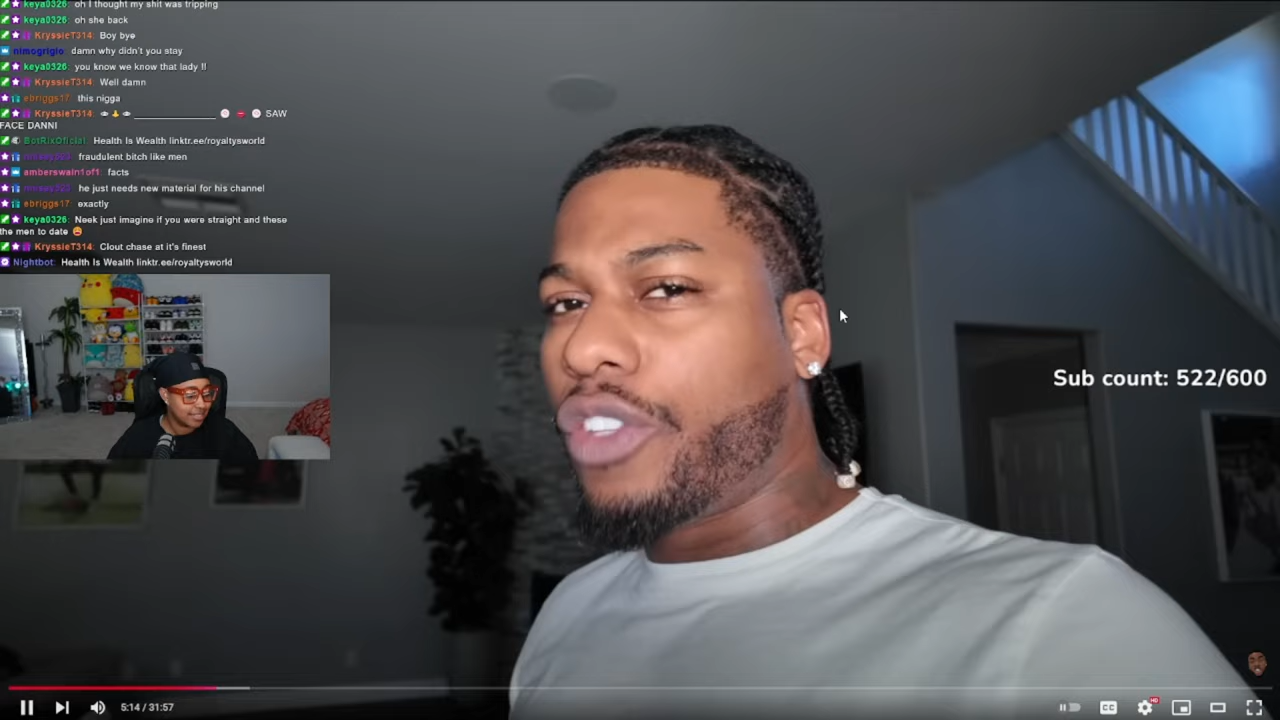 keya0326: oh I thought my shit was tripping
keya0326: oh she back
KryssieT314: Boy bye
nimogrigio: damn why didn't you stay
keya0326: you know we know that lady !!
KryssieT314: Well damn
ebriggs17: this nigga
KryssieT314: _______________ SAW
FACE DANNI
BotRixOficial: Health Is Wealth linktr.ee/royaltysworld
fraudulent bitch like men
amberswain1of1: facts
he just needs new material for his channel
ebriggs17: exactly
keya0326: Neek just imagine if you were straight and these
the men to date
KryssieT314: Clout chase at it's finest
Nightbot: Health Is Wealth linktr.ee/royaltysworld
Sub count: 522/600
5:14 / 31:57
CC
HD